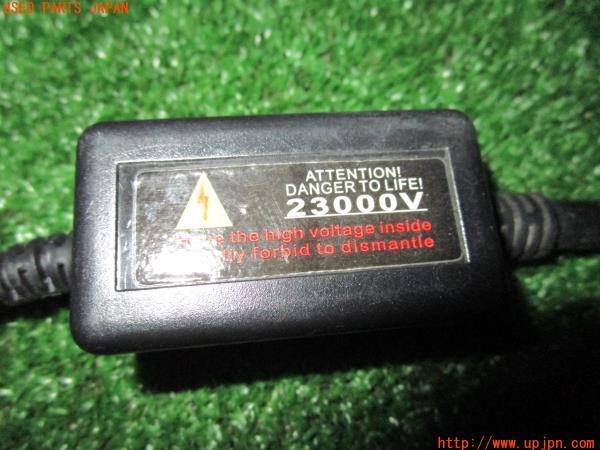 USED PARTS JAPAN
ATTENTION!
DANGER TO LIFE!
23000V
the high voltage inside
forbid to dismantle
http://www.upjpn.com